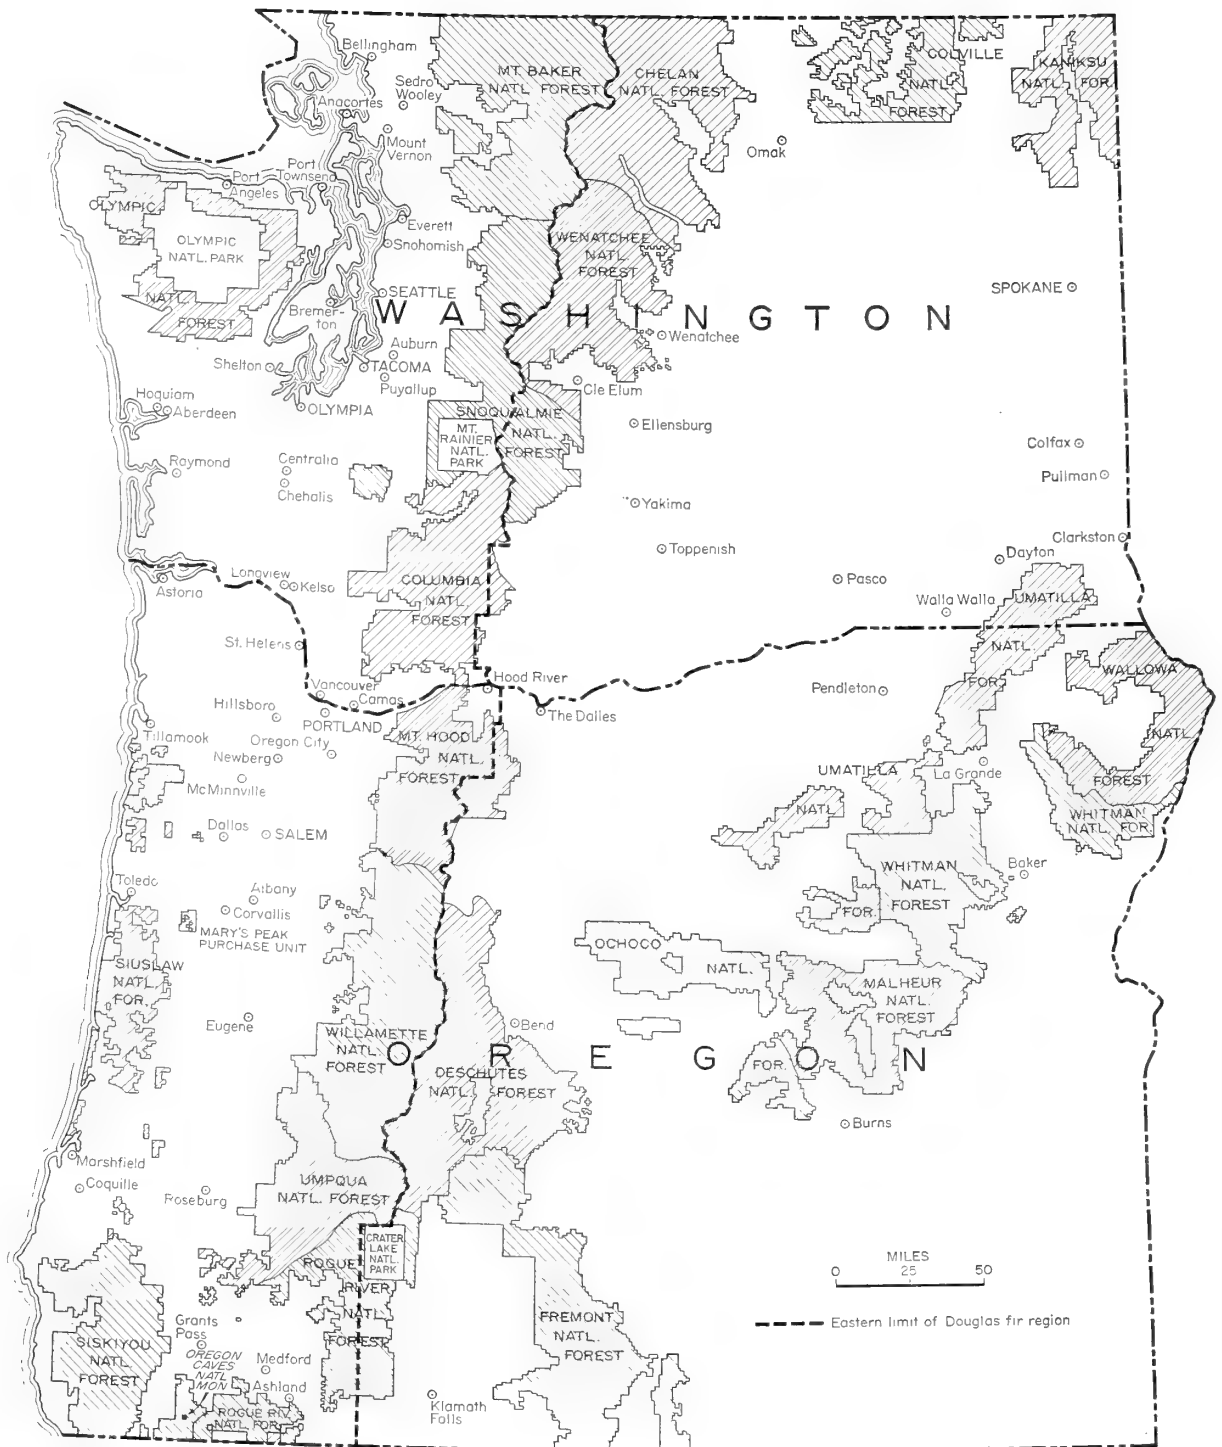 Bellingham
Sedro
Wooley
Anacortes
Mount
Vernon
MT BAKER
NATL FOREST
CHELAN
NATL. FOREST
COLVILLE
NATL.
FOREST
KANIKSU
NATL. FOR.
Omak
Port
Angeles
Port
Townsend
OLYMPIC
OLYMPIC
NATL. PARK
NATL.
FOREST
Everett
Snohomish
WENATCHEE
NATL.
FOREST
SEATTLE
SPOKANE
WASHINGTON
Bremer-
ton
Wenatchee
Auburn
Shelton
TACOMA
Puyallup
Cle Elum
Hoquiam
Aberdeen
OLYMPIA
SNOQUALMIE
NATL.
FOREST
MT.
RAINIER
NATL.
PARK
Ellensburg
Colfax
Pullman
Raymond
Centralia
Chehalis
Yakima
Toppenish
Clarkston
Dayton
Pasco
Walla Walla
UMATILLA
NATL.
FOR.
Astoria
Longview
Kelso
COLUMBIA
NATL
FOREST
St. Helens
Vancouver
Camas
Hood River
The Dalles
Pendleton
WALLOWA
NATL.
FOREST
Hillsboro
PORTLAND
Tillamook
Oregon City
Newberg
McMinnville
MT. HOOD
NATL.
FOREST
UMATILLA
NATL
FOR.
La Grande
WHITMAN
NATL. FOR.
Dallas
SALEM
WHITMAN
NATL.
FOREST
Baker
Toledo
Albany
Corvallis
MARY'S PEAK
PURCHASE UNIT
OCHOCO
NATL.
FOR.
MALHEUR
NATL.
FOREST
SIUSLAW
NATL.
FOR.
Eugene
WILLAMETTE
NATL.
FOREST
Bend
OREGON
DESCHUTES
NATL. FOREST
Burns
Marshfield
Coquille
Roseburg
UMPQUA
NATL. FOREST
CRATER
LAKE
NATL.
PARK
ROGUE
RIVER
NATL
FOREST
MILES
0 25 50
Eastern limit of Douglas fir region
FREMONT
NATL.
FOREST
SISKIYOU
NATL.
FOREST
Grants
Pass
OREGON
CAVES
NATL
MON
Medford
Ashland
ROGUE RIV.
NATL FOR.
Klamath
Falls